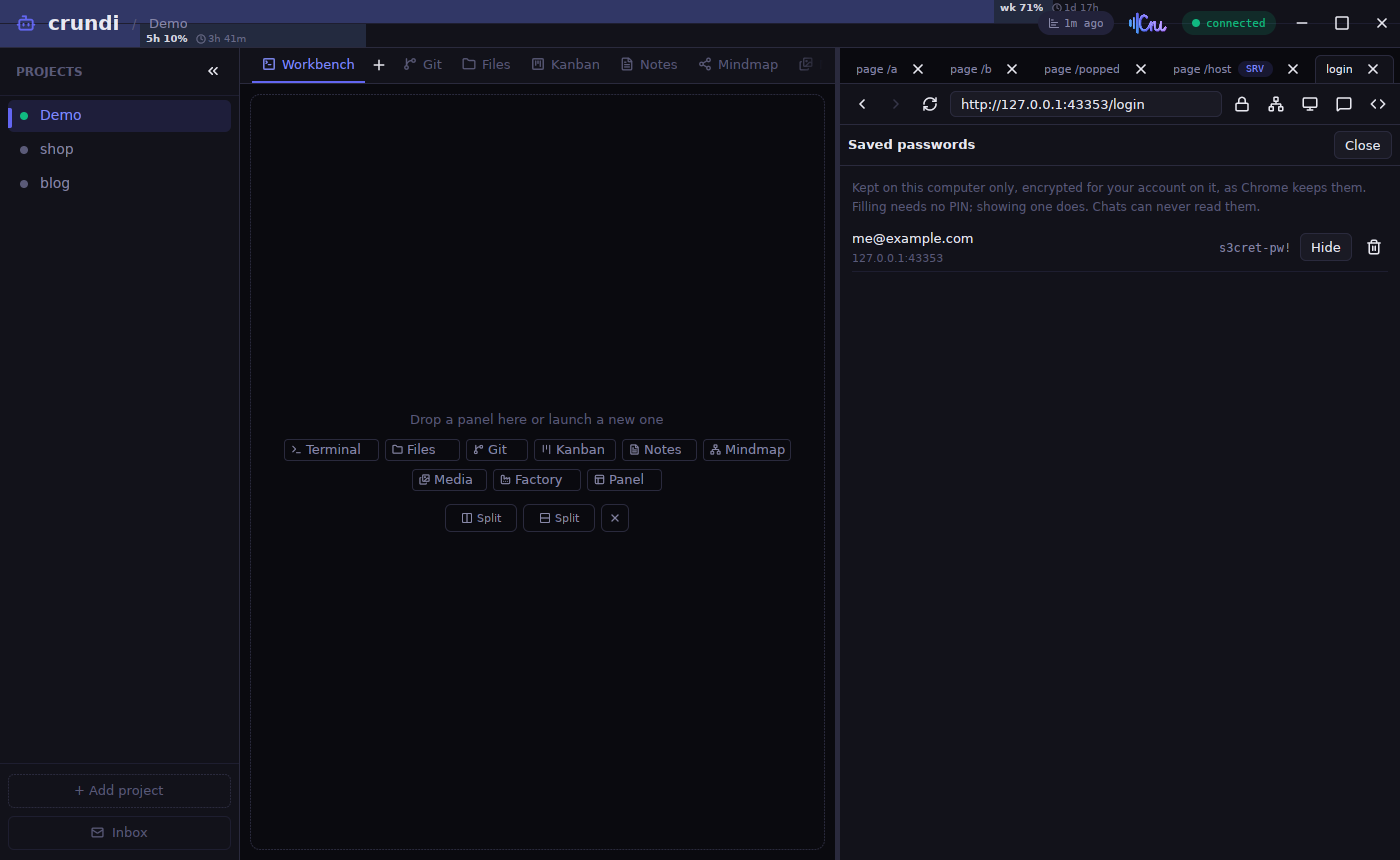 crundi / Demo
wk 71% 1d 17h
5h 10% 3h 41m
1m ago
Cru
connected
PROJECTS
Demo
shop
blog
+ Add project
Inbox
Workbench + Git Files Kanban Notes Mindmap
Drop a panel here or launch a new one
Terminal Files Git Kanban Notes Mindmap
Media Factory Panel
Split Split
page /a page /b page /popped page /host SRV login
http://127.0.0.1:43353/login
Saved passwords Close
Kept on this computer only, encrypted for your account on it, as Chrome keeps them.
Filling needs no PIN; showing one does. Chats can never read them.
me@example.com
127.0.0.1:43353
s3cret-pw! Hide